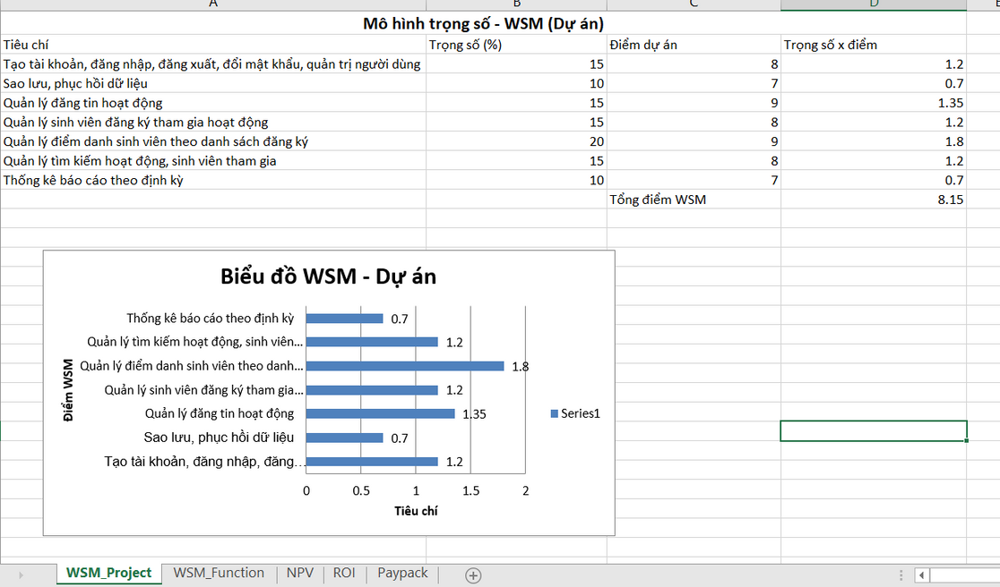 A B C D
Mô hình trọng số - WSM (Dự án)
Tiêu chí Trọng số (%) Điểm dự án Trọng số x điểm
Tạo tài khoản, đăng nhập, đăng xuất, đổi mật khẩu, quản trị người dùng 15 8 1.2
Sao lưu, phục hồi dữ liệu 10 7 0.7
Quản lý đăng tin hoạt động 15 9 1.35
Quản lý sinh viên đăng ký tham gia hoạt động 15 8 1.2
Quản lý điểm danh sinh viên theo danh sách đăng ký 20 9 1.8
Quản lý tìm kiếm hoạt động, sinh viên tham gia 15 8 1.2
Thống kê báo cáo theo định kỳ 10 7 0.7
Tổng điểm WSM 8.15
Biểu đồ WSM - Dự án
Thống kê báo cáo theo định kỳ 0.7
Quản lý tìm kiếm hoạt động, sinh viên... 1.2
Quản lý điểm danh sinh viên theo danh... 1.8
Quản lý sinh viên đăng ký tham gia... 1.2
Quản lý đăng tin hoạt động 1.35
Sao lưu, phục hồi dữ liệu 0.7
Tạo tài khoản, đăng nhập, đăng... 1.2
Điểm WSM
Series1
0 0.5 1 1.5 2
Tiêu chí
WSM_Project WSM_Function NPV ROI Paypack